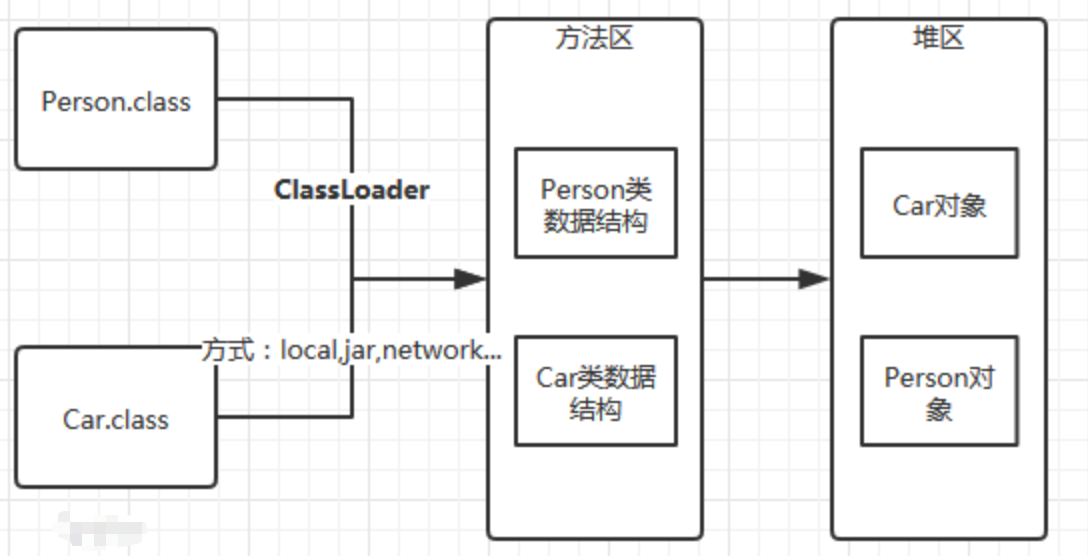 Person.class
ClassLoader
方式：local,jar,network...
Car.class
方法区
Person类
数据结构
Car类数据
结构
堆区
Car对象
Person对
象